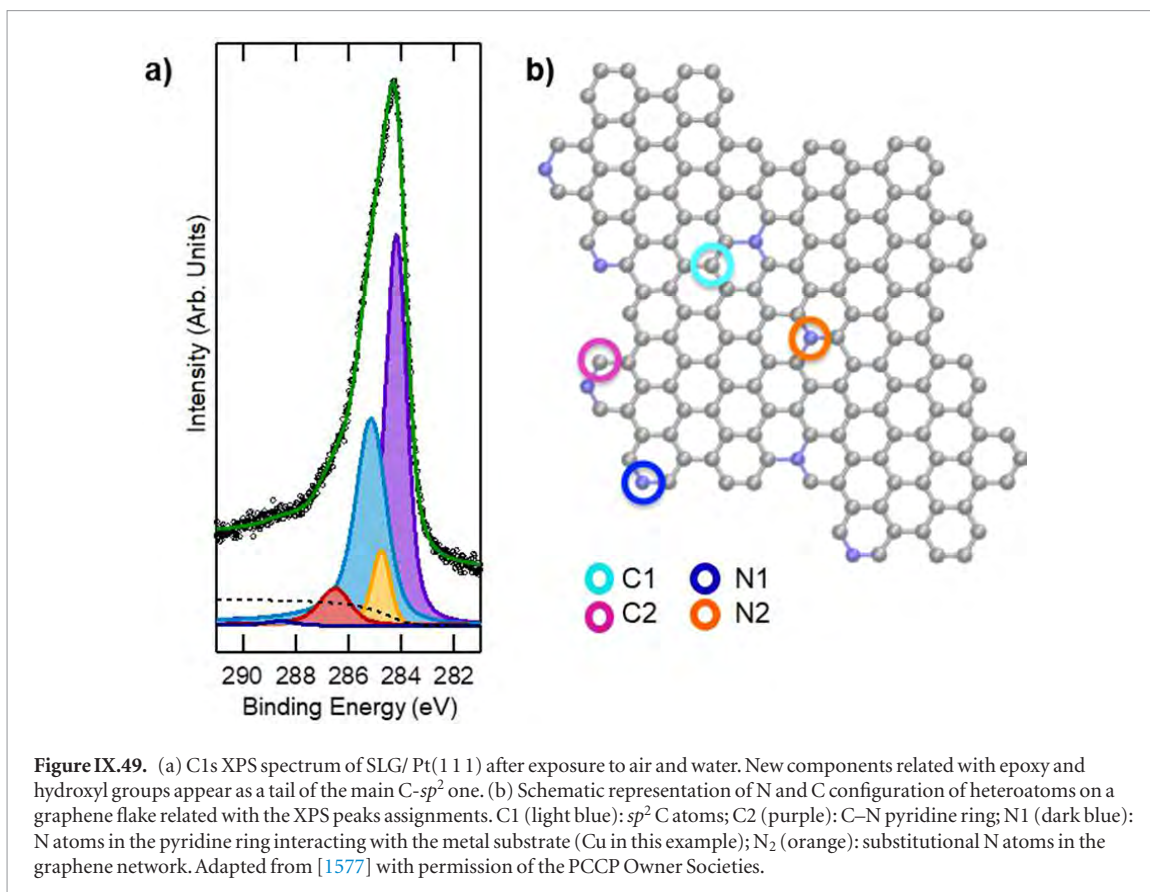 a)
b)
Intensity (Arb. Units)
290 288 286 284 282
Binding Energy (eV)
C1 N1
C2 N2
Figure IX.49. (a) C1s XPS spectrum of SLG/ Pt(1 1 1) after exposure to air and water. New components related with epoxy and
hydroxyl groups appear as a tail of the main C-sp² one. (b) Schematic representation of N and C configuration of heteroatoms on a
graphene flake related with the XPS peaks assignments. C1 (light blue): sp² C atoms; C2 (purple): C–N pyridine ring; N1 (dark blue):
N atoms in the pyridine ring interacting with the metal substrate (Cu in this example); N₂ (orange): substitutional N atoms in the
graphene network. Adapted from [1577] with permission of the PCCP Owner Societies.